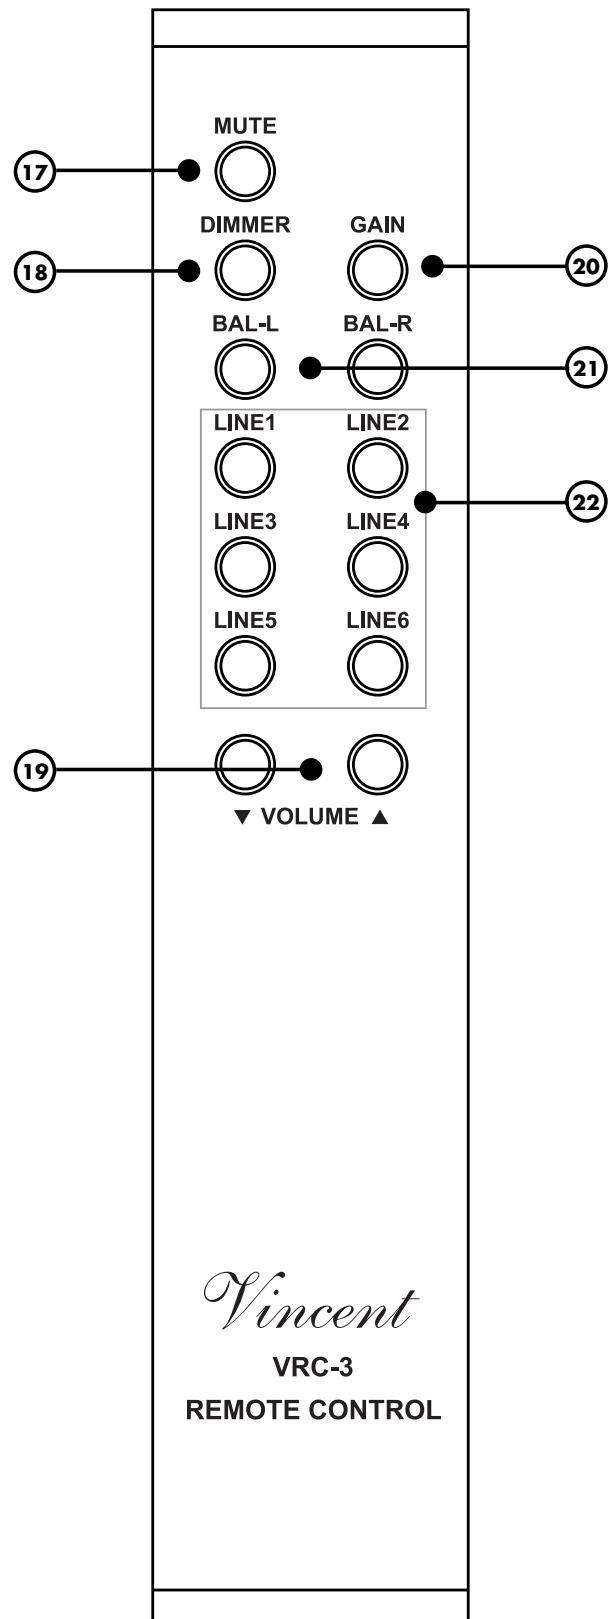 MUTE
17
DIMMER GAIN
18 20
BAL-L BAL-R
21
LINE1 LINE2
22
LINE3 LINE4
LINE5 LINE6
19
▼ VOLUME ▲
Vincent
VRC-3
REMOTE CONTROL